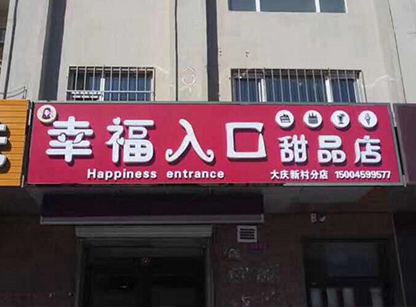 幸福入口 甜品店
Happiness entrance
大庆新村分店 15004599577